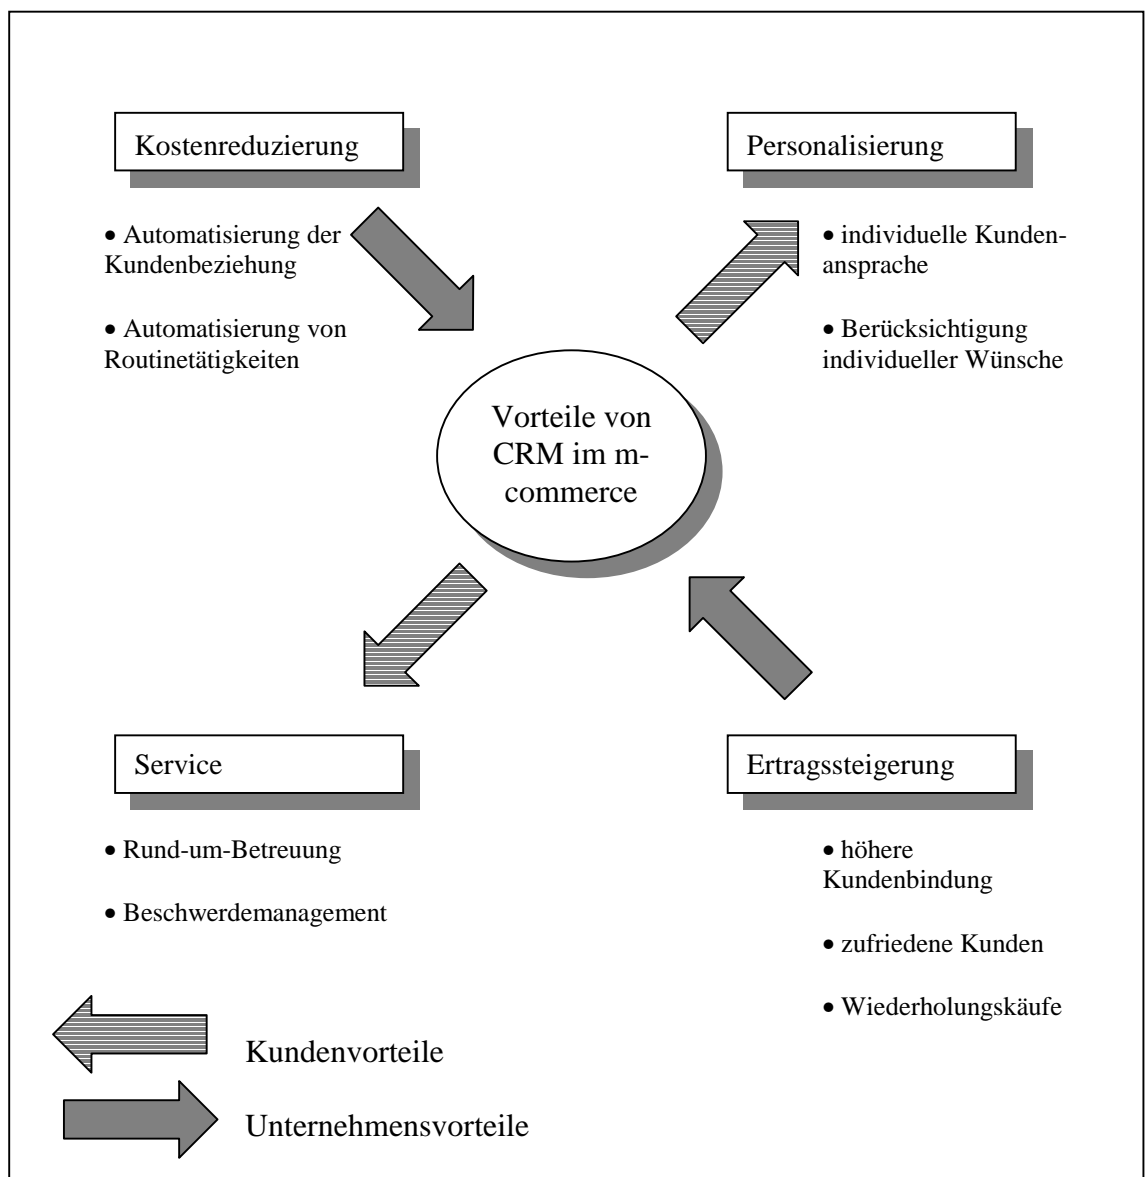 Kostenreduzierung
• Automatisierung der
Kundenbeziehung
• Automatisierung von
Routinetätigkeiten
Personalisierung
• individuelle Kunden-
ansprache
• Berücksichtigung
individueller Wünsche
Vorteile von
CRM im m-
commerce
Service
• Rund-um-Betreuung
• Beschwerdemanagement
Ertragssteigerung
• höhere
Kundenbindung
• zufriedene Kunden
• Wiederholungskäufe
Kundenvorteile
Unternehmensvorteile